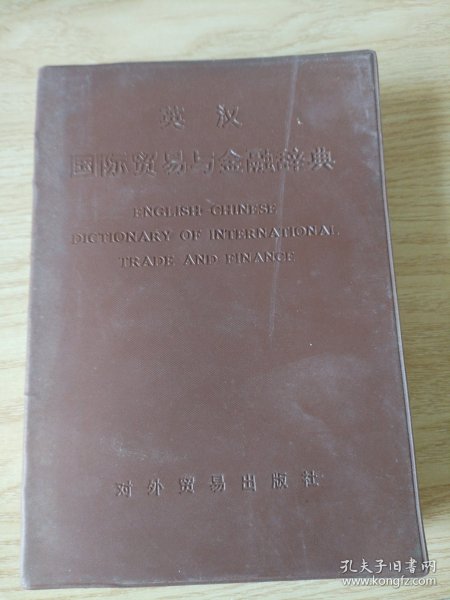 英汉
国际贸易与金融辞典
ENGLISH-CHINESE
DICTIONARY OF INTERNATIONAL
TRADE AND FINANCE
对外贸易出版社
孔夫子旧书网
www.kongfz.com